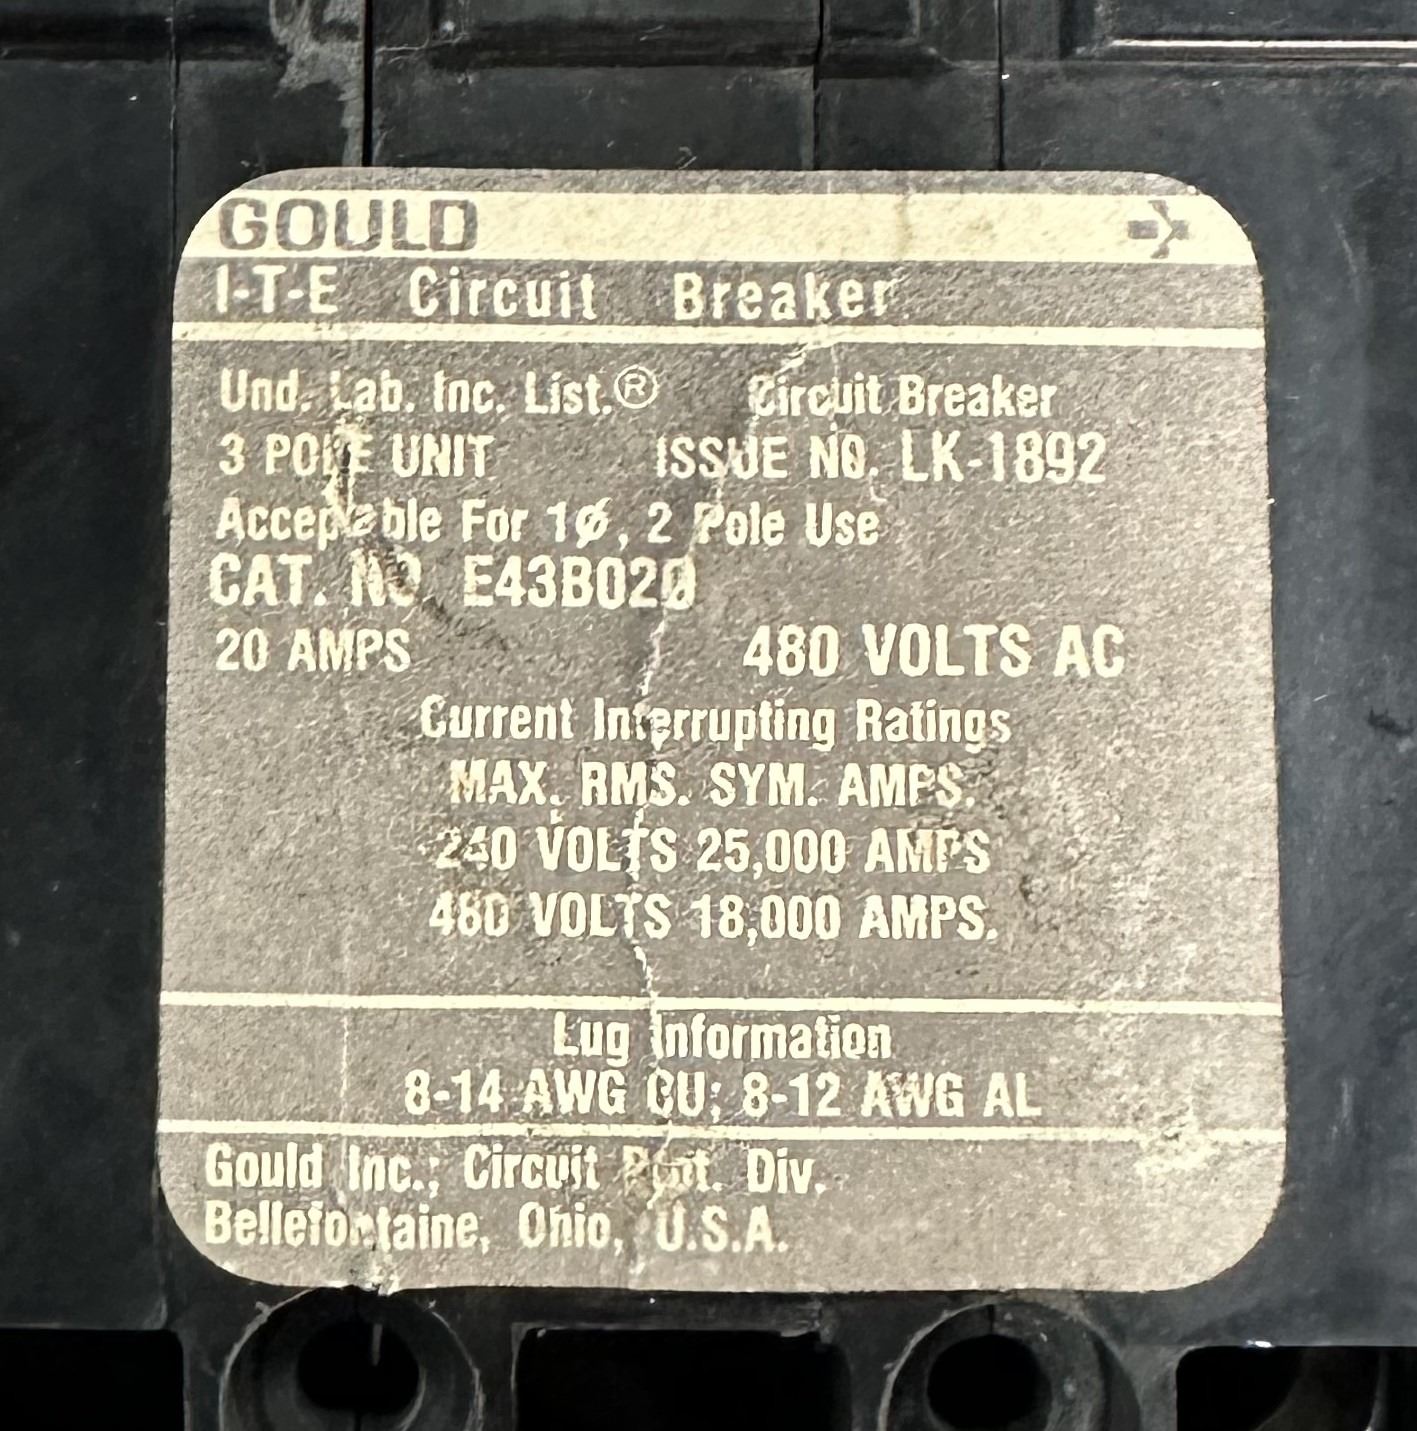 GOULD
I-T-E Circuit Breaker
Und. Lab. Inc. List.® Circuit Breaker
3 POLE UNIT ISSUE NO. LK-1892
Acceptable For 1ø, 2 Pole Use
CAT. NO. E43B020
20 AMPS 480 VOLTS AC
Current Interrupting Ratings
MAX. RMS. SYM. AMPS.
240 VOLTS 25,000 AMPS
480 VOLTS 18,000 AMPS.
Lug Information
8-14 AWG CU; 8-12 AWG AL
Gould Inc.; Circuit Prot. Div.
Bellefontaine, Ohio, U.S.A.